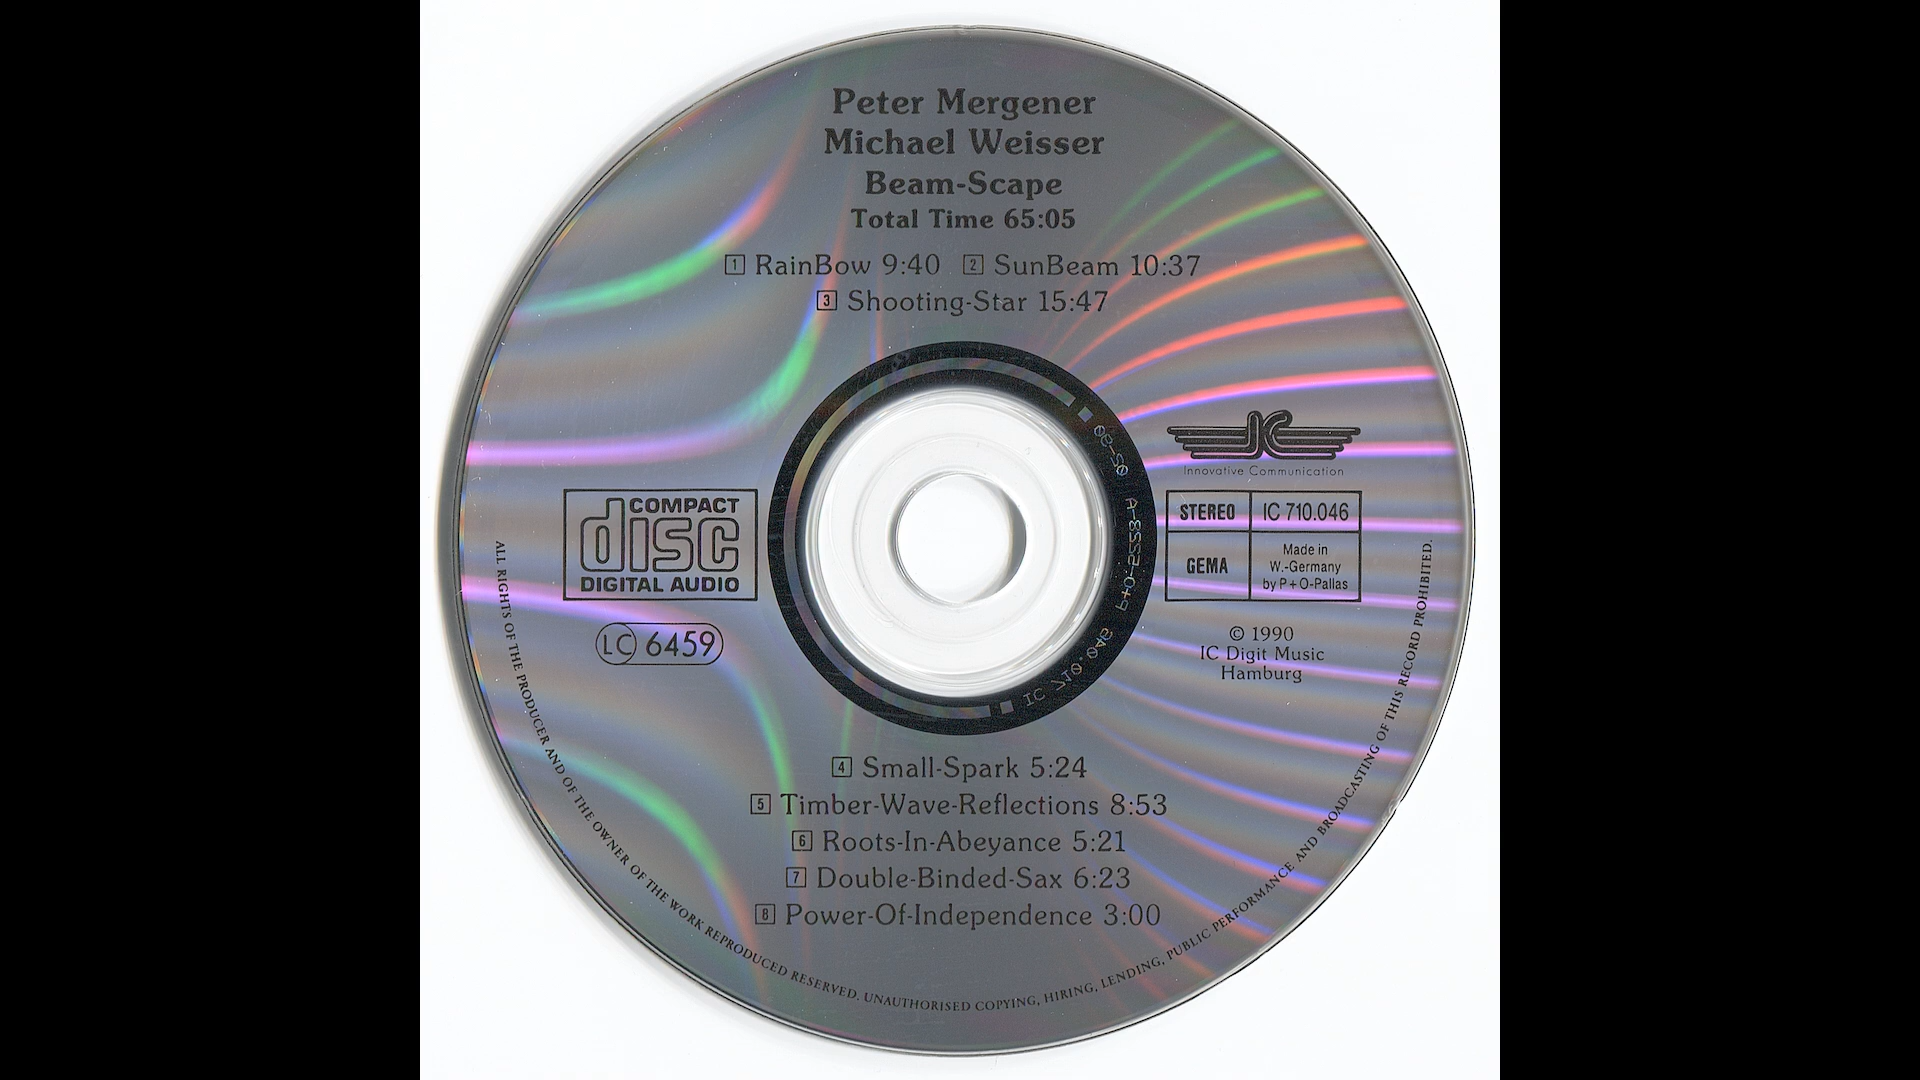 Peter Mergener
Michael Weisser
Beam-Scape
Total Time 65:05
1 RainBow 9:40 2 SunBeam 10:37
3 Shooting-Star 15:47
IC
Innovative Communication
COMPACT
disc
DIGITAL AUDIO
STEREO IC 710.046
GEMA
Made in
W.-Germany
by P+O-Pallas
LC 6459
© 1990
IC Digit Music
Hamburg
IC 710.046 P+O-2558-A 05-90
4 Small-Spark 5:24
5 Timber-Wave-Reflections 8:53
6 Roots-In-Abeyance 5:21
7 Double-Binded-Sax 6:23
8 Power-Of-Independence 3:00
ALL RIGHTS OF THE PRODUCER AND OF THE OWNER OF THE WORK REPRODUCED RESERVED. UNAUTHORISED COPYING, HIRING, LENDING, PUBLIC PERFORMANCE AND BROADCASTING OF THIS RECORD PROHIBITED.